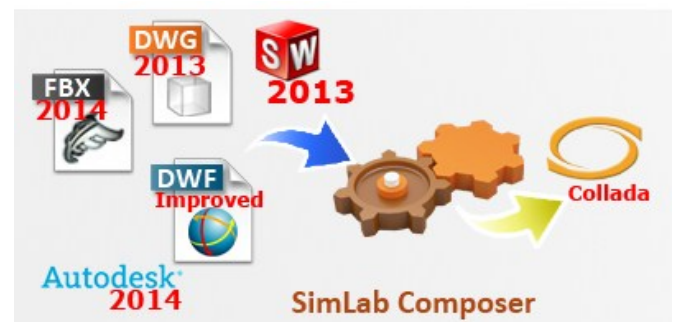 DWG
2013
SW
2013
FBX
2014
DWF
Improved
Collada
Autodesk®
2014
SimLab Composer